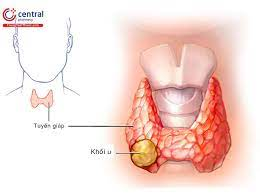 central
pharmacy
Tuyến giáp
Khối u